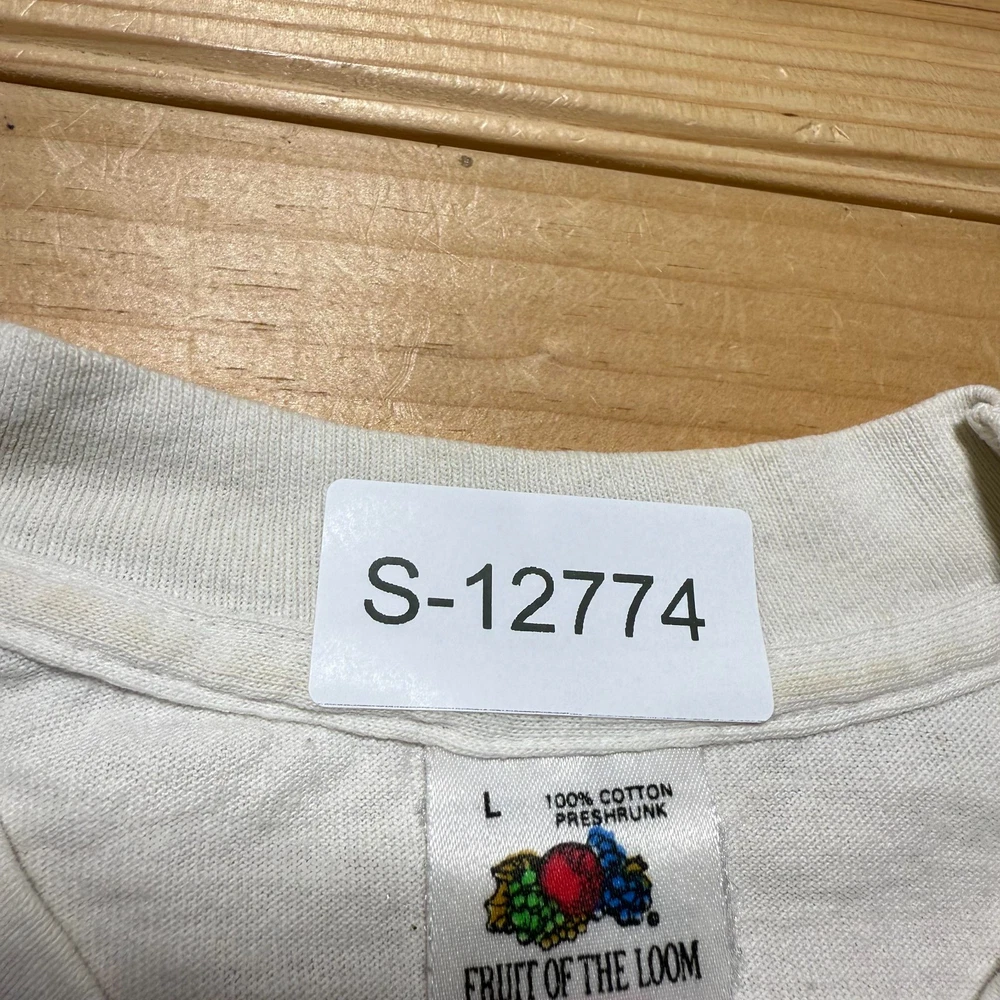 S-12774
L
100% COTTON
PRESHRUNK
®
FRUIT OF THE LOOM